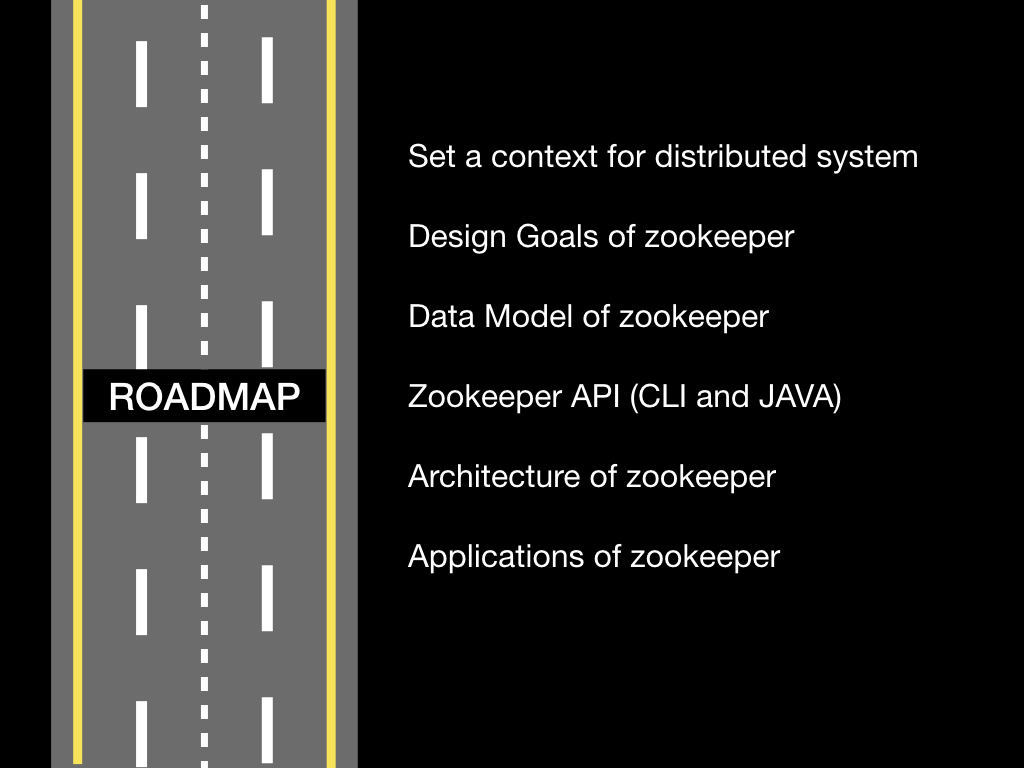 ROADMAP
Set a context for distributed system
Design Goals of zookeeper
Data Model of zookeeper
Zookeeper API (CLI and JAVA)
Architecture of zookeeper
Applications of zookeeper